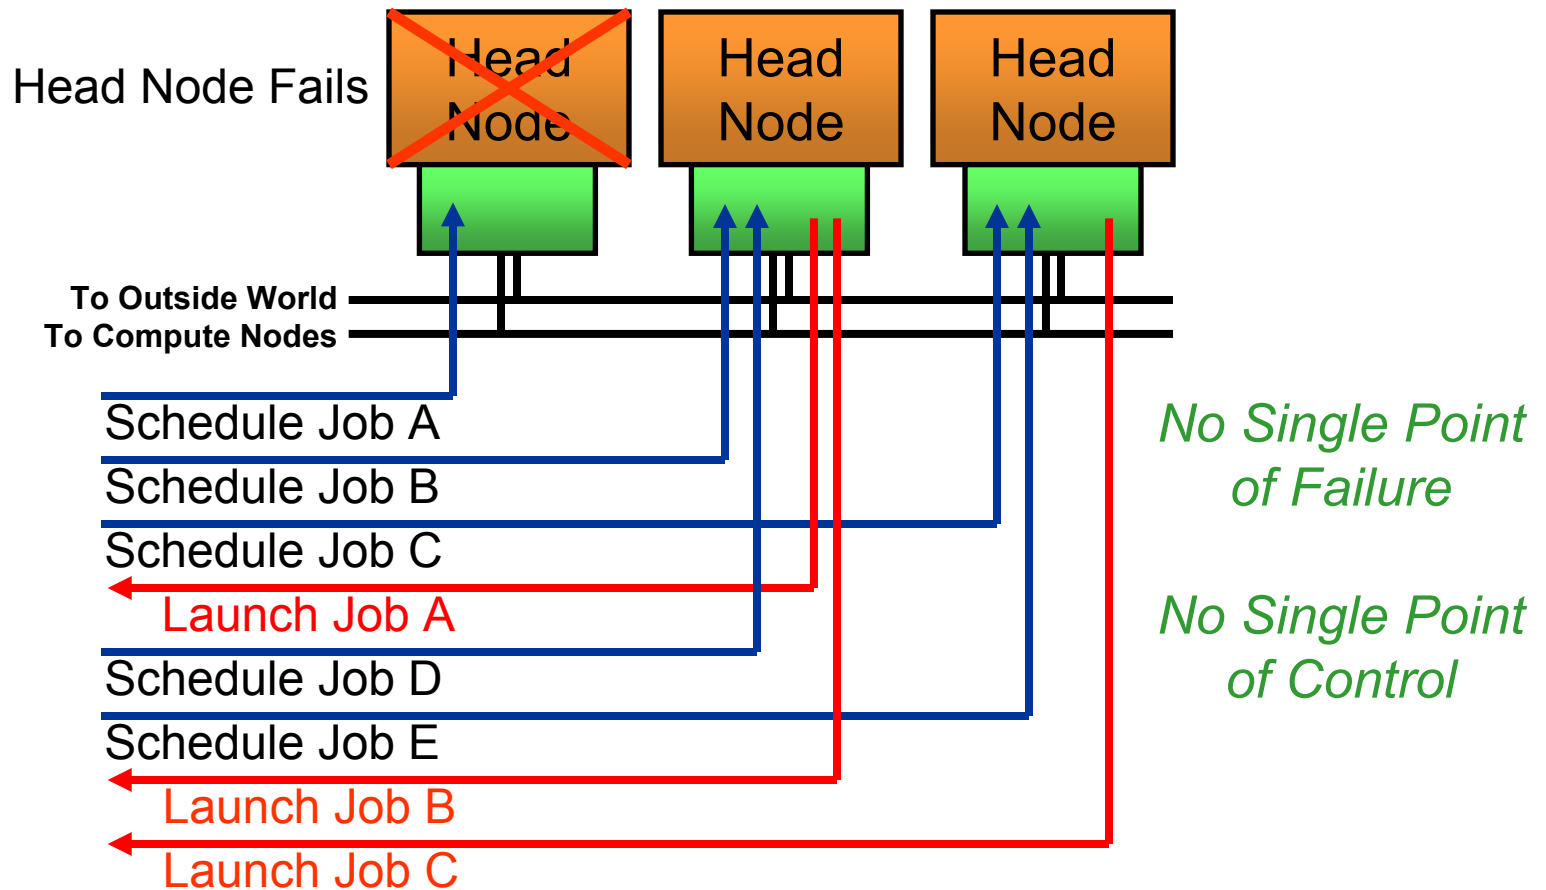 Head Node Fails
Head
Node
Head
Node
Head
Node
To Outside World
To Compute Nodes
Schedule Job A
Schedule Job B
Schedule Job C
Launch Job A
Schedule Job D
Schedule Job E
Launch Job B
Launch Job C
No Single Point
of Failure
No Single Point
of Control